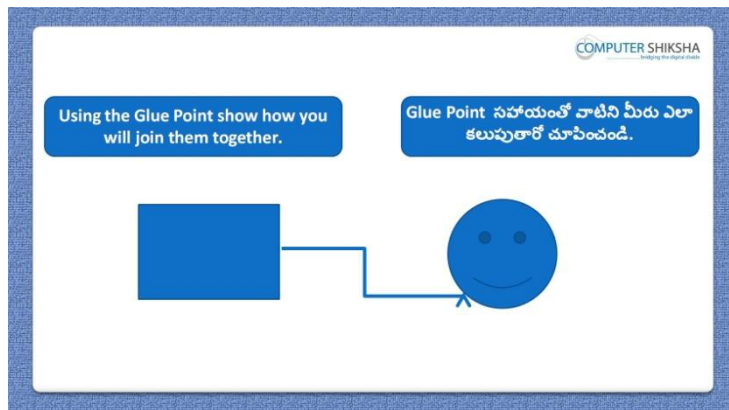 COMPUTER SHIKSHA
bridging the digital divide
Using the Glue Point show how you
will join them together.
Glue Point సహాయంతో వాటిని మీరు ఎలా
కలుపుతారో చూపించండి.